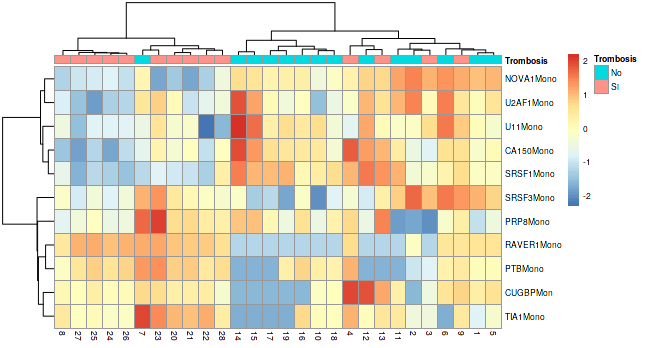 Trombosis
NOVA1Mono
U2AF1Mono
U11Mono
CA150Mono
SRSF1Mono
SRSF3Mono
PRP8Mono
RAVER1Mono
PTBMono
CUGBPMon
TIA1Mono
8 27 25 24 26 7 23 20 21 22 28 14 15 17 19 16 10 18 4 12 13 11 2 3 6 9 1 5
2
1
0
-1
-2
Trombosis
No
SI